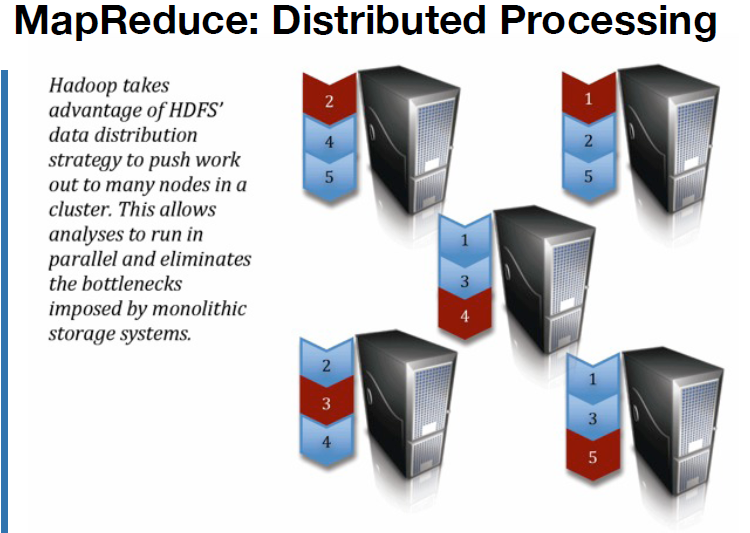 MapReduce: Distributed Processing
Hadoop takes
advantage of HDFS’
data distribution
strategy to push work
out to many nodes in a
cluster. This allows
analyses to run in
parallel and eliminates
the bottlenecks
imposed by monolithic
storage systems.
2
4
5
1
2
5
1
3
4
2
3
4
1
3
5